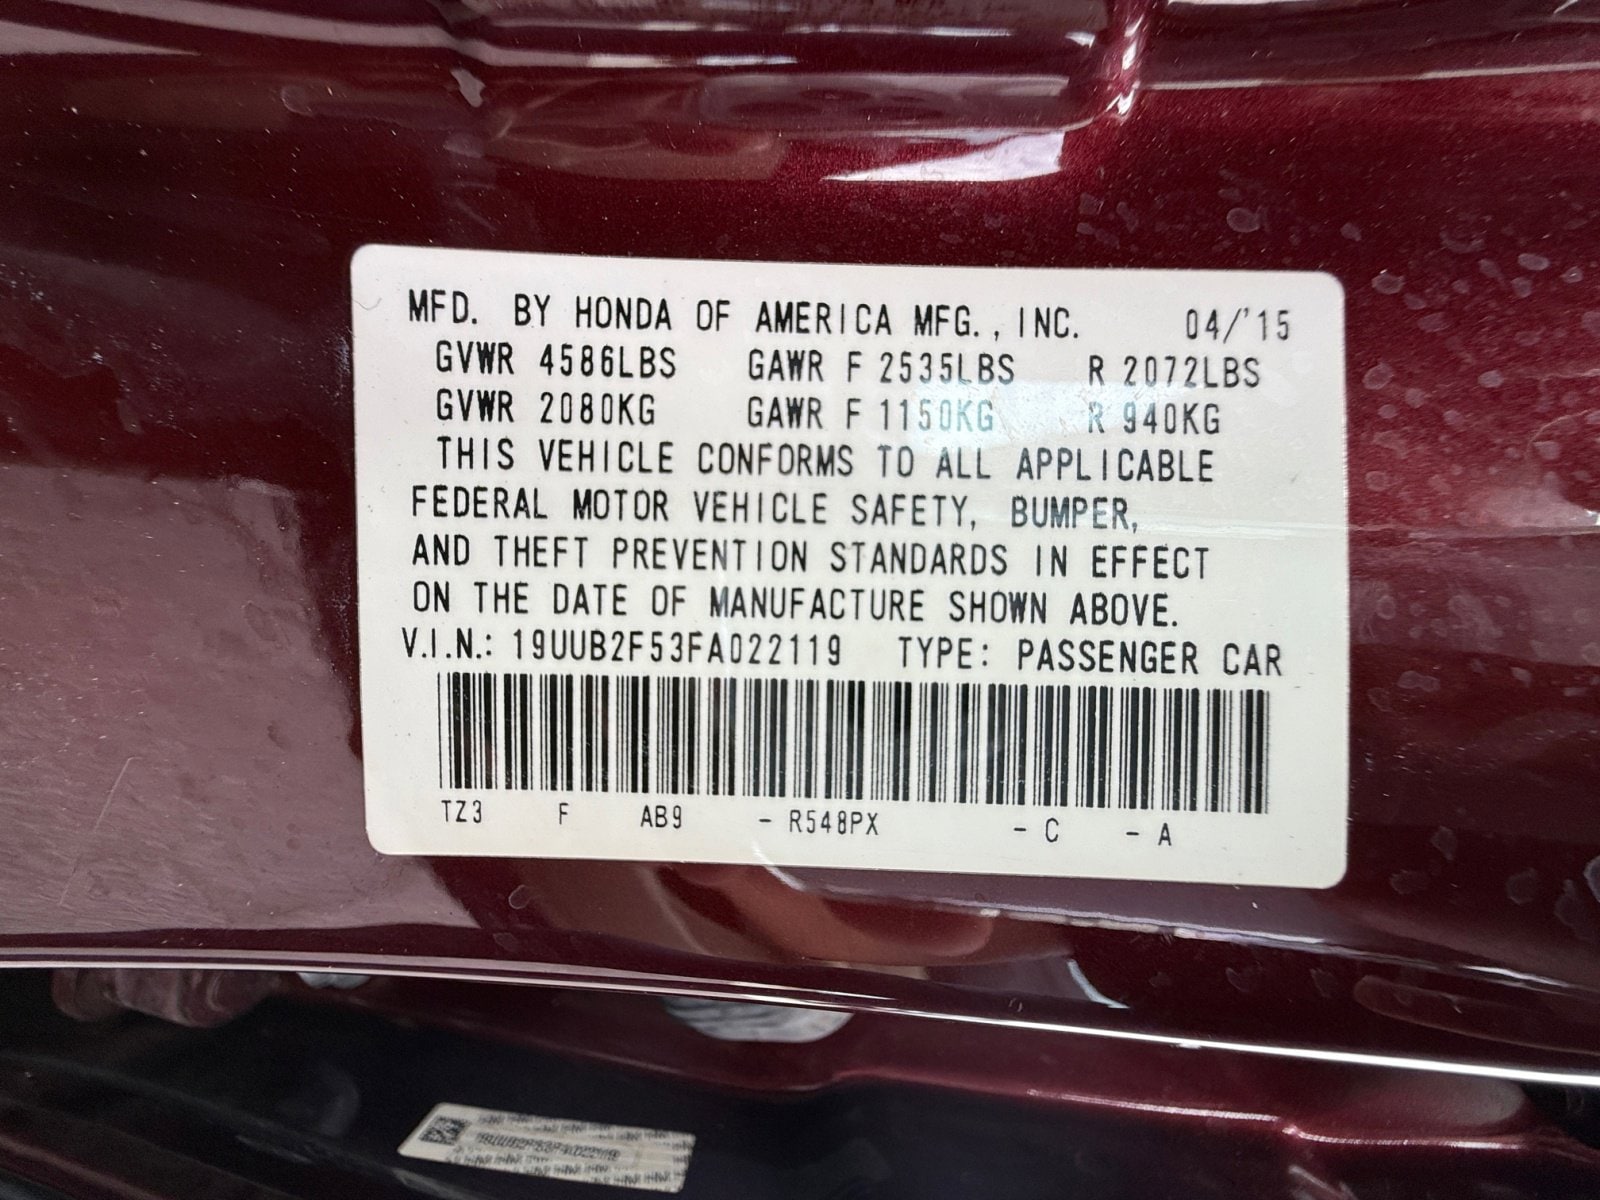 MFD. BY HONDA OF AMERICA MFG., INC. 04/'15
GVWR 4586LBS GAWR F 2535LBS R 2072LBS
GVWR 2080KG GAWR F 1150KG R 940KG
THIS VEHICLE CONFORMS TO ALL APPLICABLE
FEDERAL MOTOR VEHICLE SAFETY, BUMPER,
AND THEFT PREVENTION STANDARDS IN EFFECT
ON THE DATE OF MANUFACTURE SHOWN ABOVE.
V.I.N.: 19UUB2F53FA022119 TYPE: PASSENGER CAR
TZ3 F AB9 - R548PX - C - A